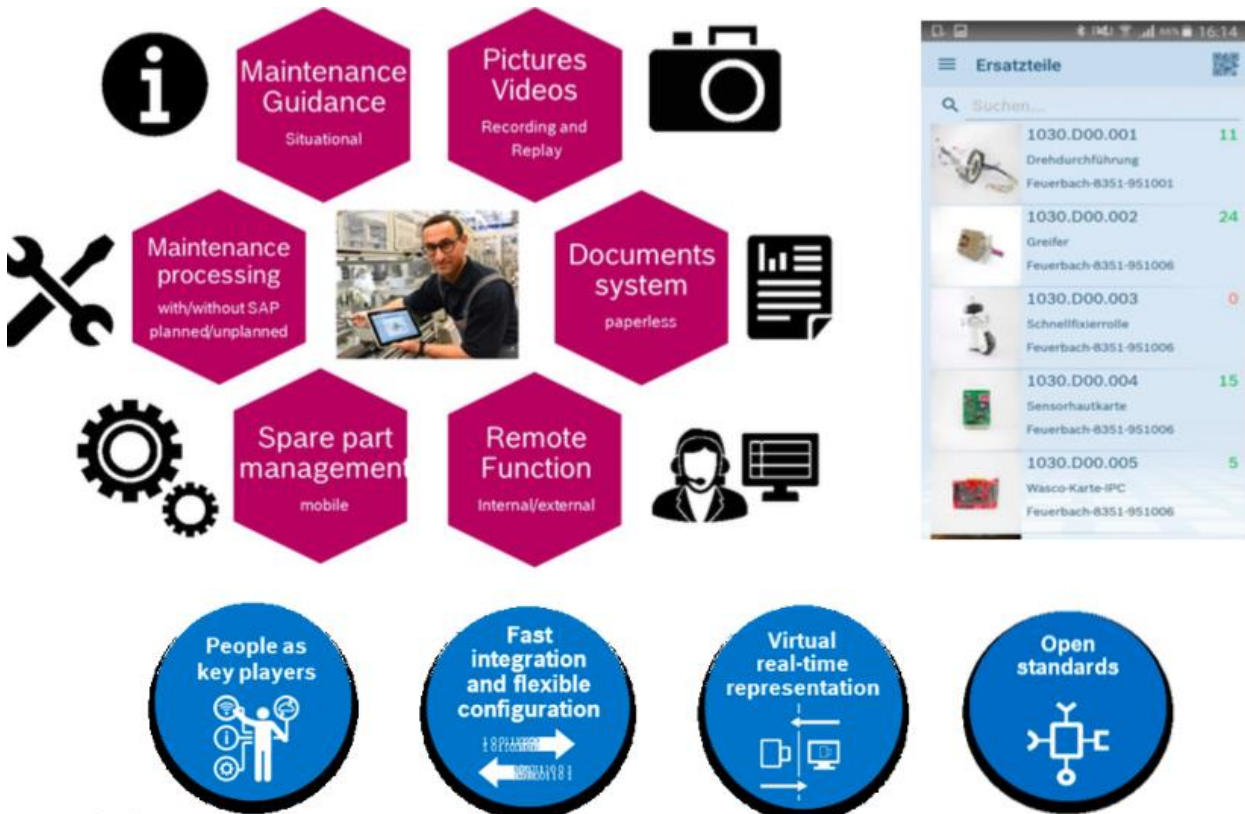 Maintenance
Guidance
Situational
Pictures
Videos
Recording and
Replay
Maintenance
processing
with/without SAP
planned/unplanned
Documents
system
paperless
Spare part
management
mobile
Remote
Function
Internal/external
16:14
Ersatzteile
Suchen...
1030.D00.001 11
Drehdurchführung
Feuerbach-8351-951001
1030.D00.002 24
Greifer
Feuerbach-8351-951006
1030.D00.003 0
Schnellfixierrolle
Feuerbach-8351-951006
1030.D00.004 15
Sensorhautkarte
Feuerbach-8351-951006
1030.D00.005 5
Wasco-Karte-IPC
Feuerbach-8351-951006
People as
key players
Fast
integration
and flexible
configuration
Virtual
real-time
representation
Open
standards